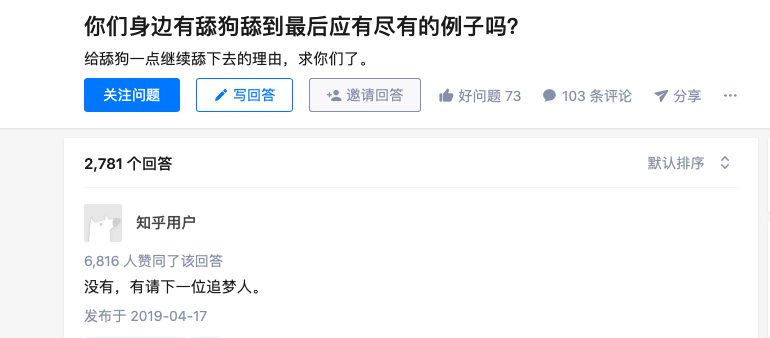 你们身边有舔狗舔到最后应有尽有的例子吗?
给舔狗一点继续舔下去的理由，求你们了。
关注问题 写回答 邀请回答 好问题 73 103 条评论 分享 ···
2,781 个回答 默认排序
知乎用户
6,816 人赞同了该回答
没有，有请下一位追梦人。
发布于 2019-04-17